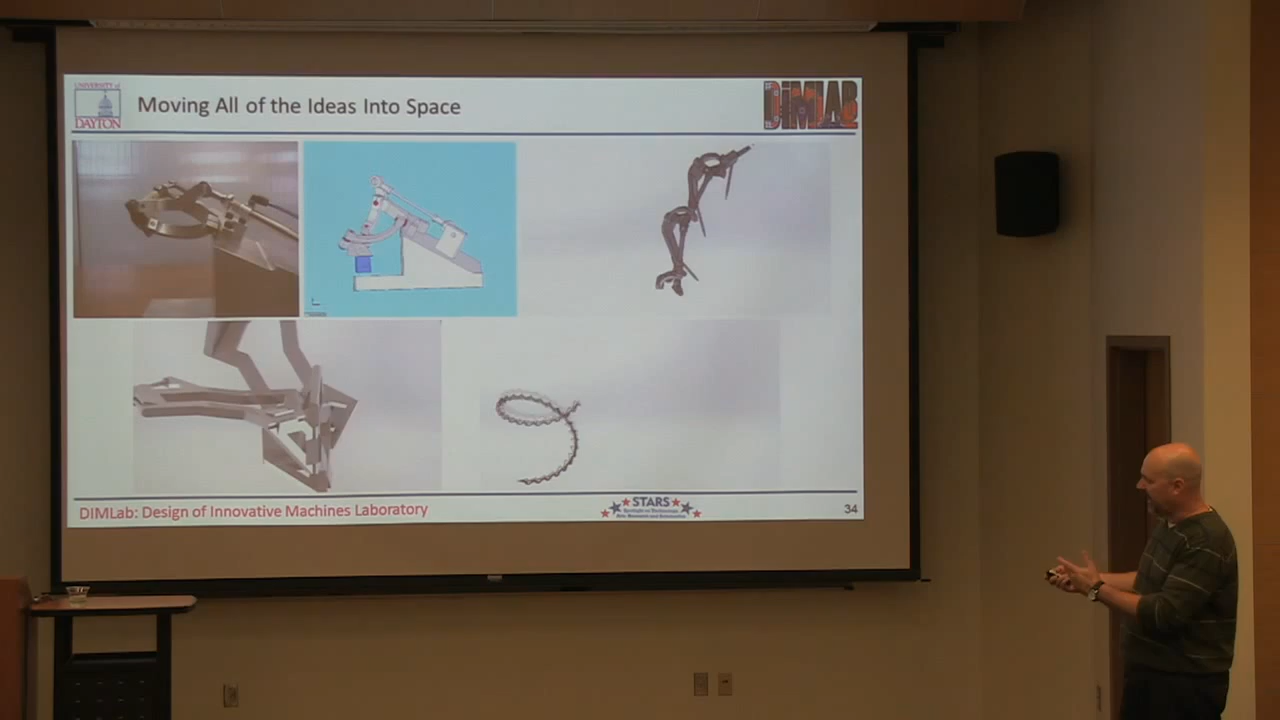 UNIVERSITY of
DAYTON
Moving All of the Ideas Into Space
DIMLAB
DIMLab: Design of Innovative Machines Laboratory
STARS
34